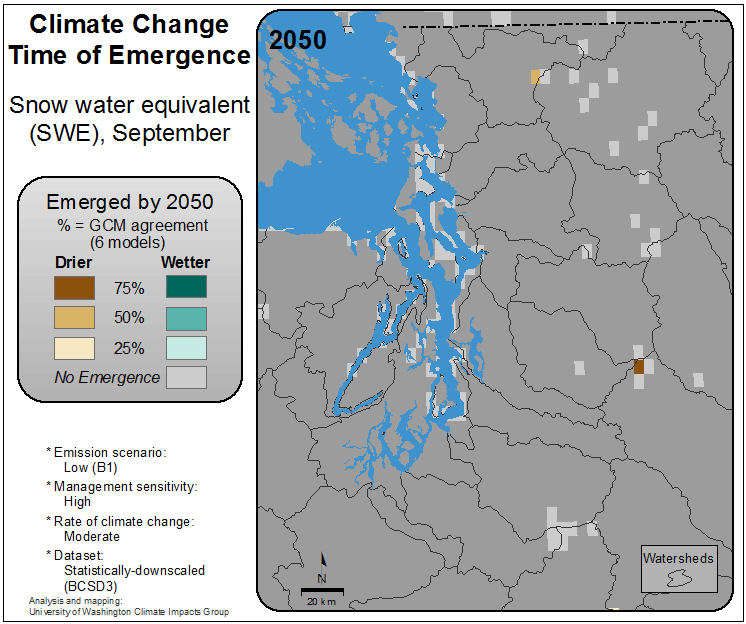 Climate Change
Time of Emergence
Snow water equivalent
(SWE), September
Emerged by 2050
% = GCM agreement
(6 models)
Drier Wetter
75%
50%
25%
No Emergence
* Emission scenario:
Low (B1)
* Management sensitivity:
High
* Rate of climate change:
Moderate
* Dataset:
Statistically-downscaled
(BCSD3)
Analysis and mapping:
University of Washington Climate Impacts Group
2050
N
20 km
Watersheds